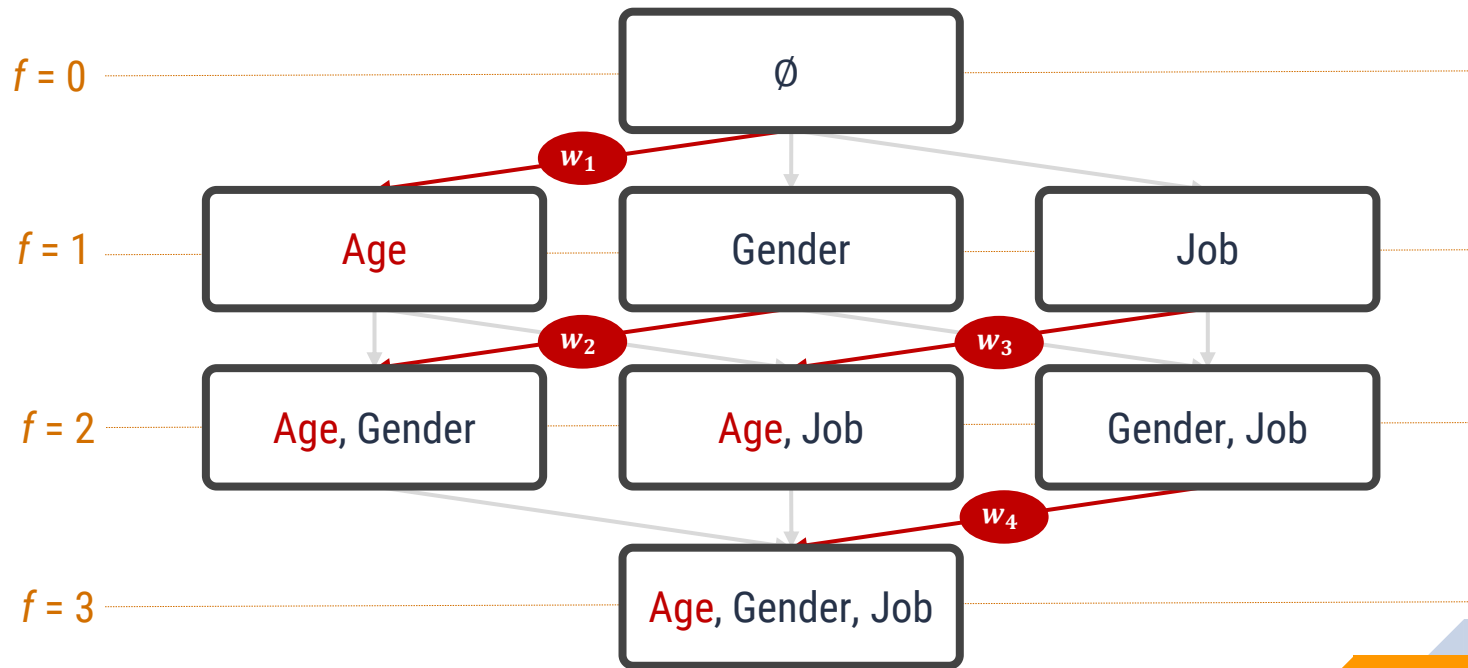 f = 0
Ø
w₁
f = 1
Age
Gender
Job
w₂
w₃
f = 2
Age, Gender
Age, Job
Gender, Job
w₄
f = 3
Age, Gender, Job